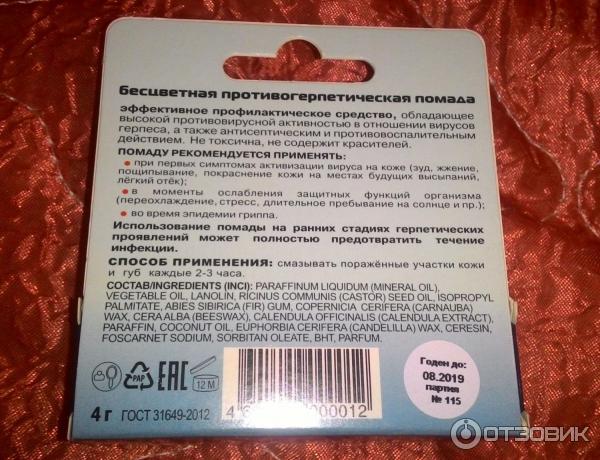 бесцветная противогерпетическая помада
эффективное профилактическое средство, обладающее
высокой противовирусной активностью в отношении вирусов
герпеса, а также антисептическим и противовоспалительным
действием. Не токсична, не содержит красителей.
ПОМАДУ РЕКОМЕНДУЕТСЯ ПРИМЕНЯТЬ:
• при первых симптомах активизации вируса на коже (зуд, жжение,
пощипывание, покраснение кожи на местах будущих высыпаний,
лёгкий отёк);
• в моменты ослабления защитных функций организма
(переохлаждение, стресс, длительное пребывание на солнце и пр.);
• во время эпидемии гриппа.
Использование помады на ранних стадиях герпетических
проявлений может полностью предотвратить течение
инфекции.
СПОСОБ ПРИМЕНЕНИЯ: смазывать поражённые участки кожи
и губ каждые 2-3 часа.
СОСТАВ/INGREDIENTS (INCI): PARAFFINUM LIQUIDUM (MINERAL OIL),
VEGETABLE OIL, LANOLIN, RICINUS COMMUNIS (CASTOR) SEED OIL, ISOPROPYL
PALMITATE, ABIES SIBIRICA (FIR) GUM, COPERNICIA CERIFERA (CARNAUBA)
WAX, CERA ALBA (BEESWAX), CALENDULA OFFICINALIS (CALENDULA EXTRACT),
PARAFFIN, COCONUT OIL, EUPHORBIA CERIFERA (CANDELILLA) WAX, CERESIN,
FOSCARNET SODIUM, SORBITAN OLEATE, BHT, PARFUM.
PAP EAC 12 M
4 г ГОСТ 31649-2012
Годен до:
08.2019
партия
№ 115
ОТЗОВИК